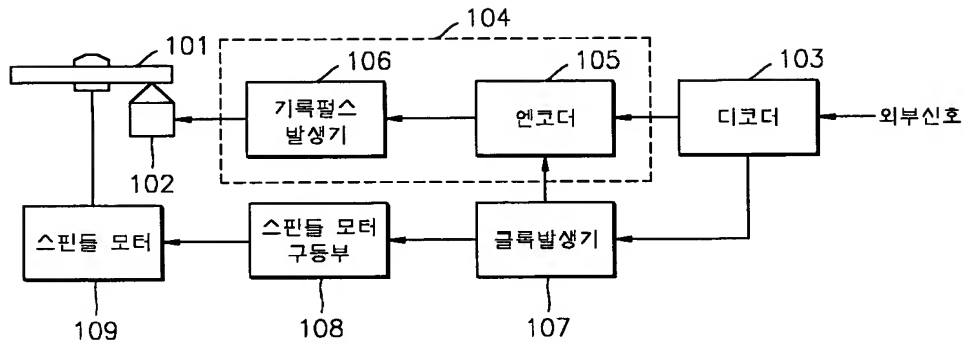 104
101
106
105
103
기록펄스
발생기
엔코더
디코더
외부신호
102
스핀들 모터
스핀들 모터
구동부
클록발생기
109
108
107